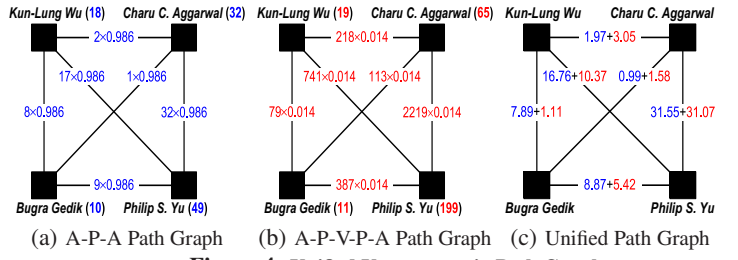 Kun-Lung Wu (18) Charu C. Aggarwal (32)
2×0.986
17×0.986 1×0.986
8×0.986 32×0.986
9×0.986
Bugra Gedik (10) Philip S. Yu (49)
(a) A-P-A Path Graph
Kun-Lung Wu (19) Charu C. Aggarwal (65)
218×0.014
741×0.014 113×0.014
79×0.014 2219×0.014
387×0.014
Bugra Gedik (11) Philip S. Yu (199)
(b) A-P-V-P-A Path Graph
Kun-Lung Wu Charu C. Aggarwal
1.97+3.05
16.76+10.37 0.99+1.58
7.89+1.11 31.55+31.07
8.87+5.42
Bugra Gedik Philip S. Yu
(c) Unified Path Graph